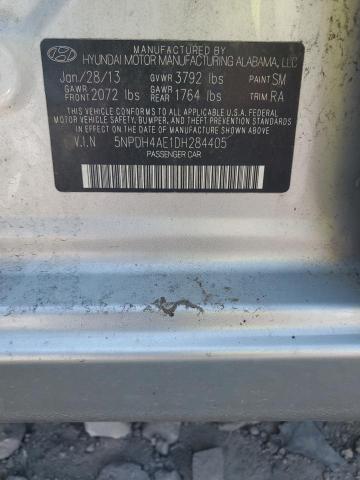 MANUFACTURED BY
HYUNDAI MOTOR MANUFACTURING ALABAMA, LLC
Jan/28/13 GVWR 3792 lbs PAINT SM
GAWR FRONT 2072 lbs GAWR REAR 1764 lbs TRIM RA
THIS VEHICLE CONFORMS TO ALL APPLICABLE U.S.A. FEDERAL
MOTOR VEHICLE SAFETY, BUMPER, AND THEFT PREVENTION
STANDARDS IN EFFECT ON THE DATE OF MANUFACTURE SHOWN ABOVE.
V.I.N 5NPDH4AE1DH284405
PASSENGER CAR